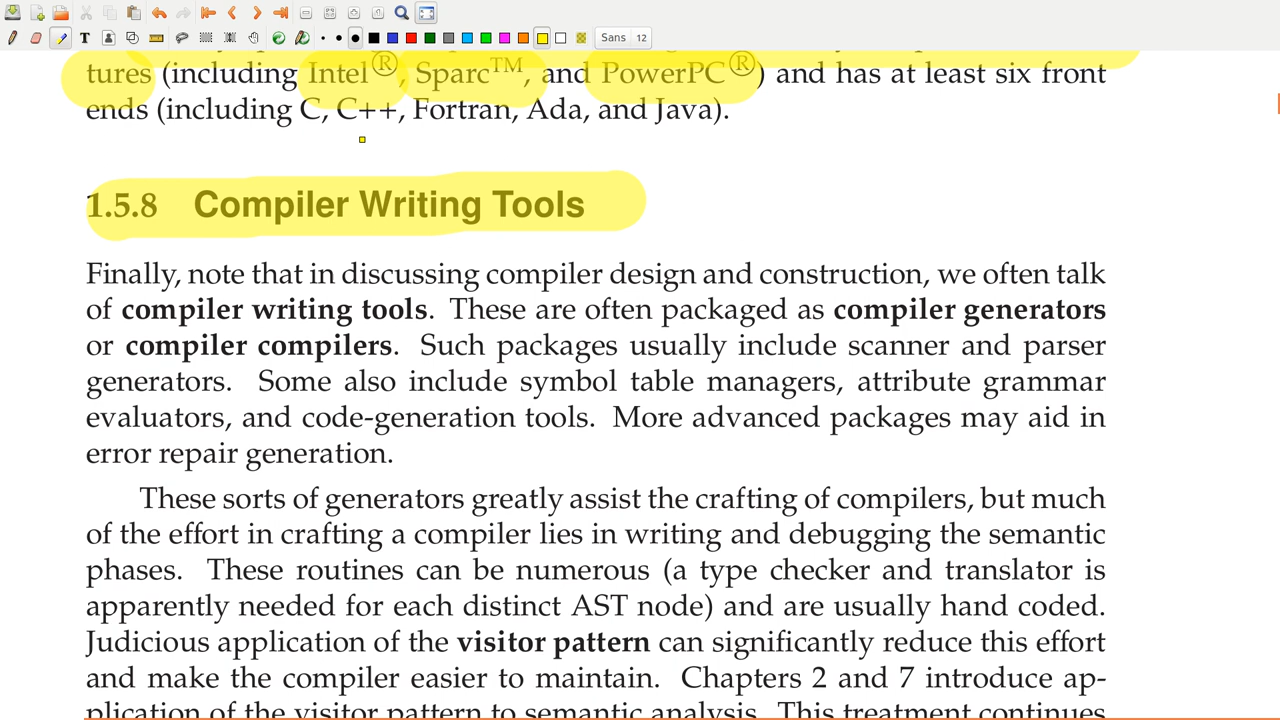 Sans 12
tures (including Intel®, Sparc™, and PowerPC®) and has at least six front
ends (including C, C++, Fortran, Ada, and Java).
1.5.8 Compiler Writing Tools
Finally, note that in discussing compiler design and construction, we often talk
of compiler writing tools. These are often packaged as compiler generators
or compiler compilers. Such packages usually include scanner and parser
generators. Some also include symbol table managers, attribute grammar
evaluators, and code-generation tools. More advanced packages may aid in
error repair generation.
These sorts of generators greatly assist the crafting of compilers, but much
of the effort in crafting a compiler lies in writing and debugging the semantic
phases. These routines can be numerous (a type checker and translator is
apparently needed for each distinct AST node) and are usually hand coded.
Judicious application of the visitor pattern can significantly reduce this effort
and make the compiler easier to maintain. Chapters 2 and 7 introduce ap-
plication of the visitor pattern to semantic analysis. This treatment continues